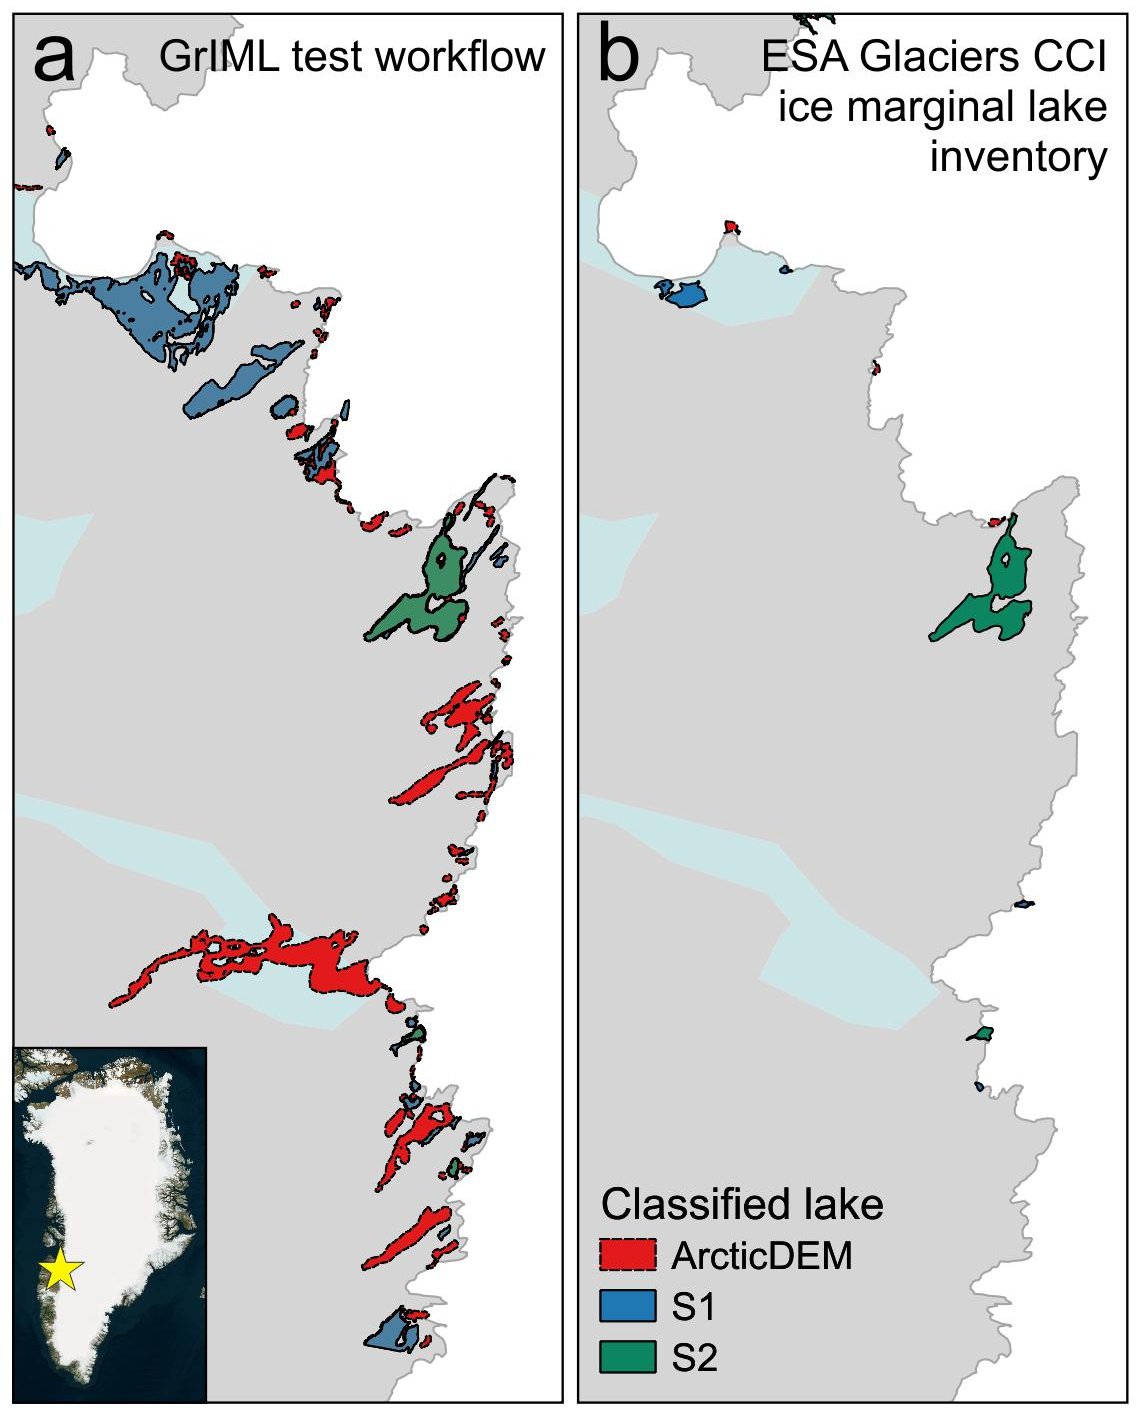 a
GrIML test workflow
b
ESA Glaciers CCI
ice marginal lake
inventory
Classified lake
ArcticDEM
S1
S2